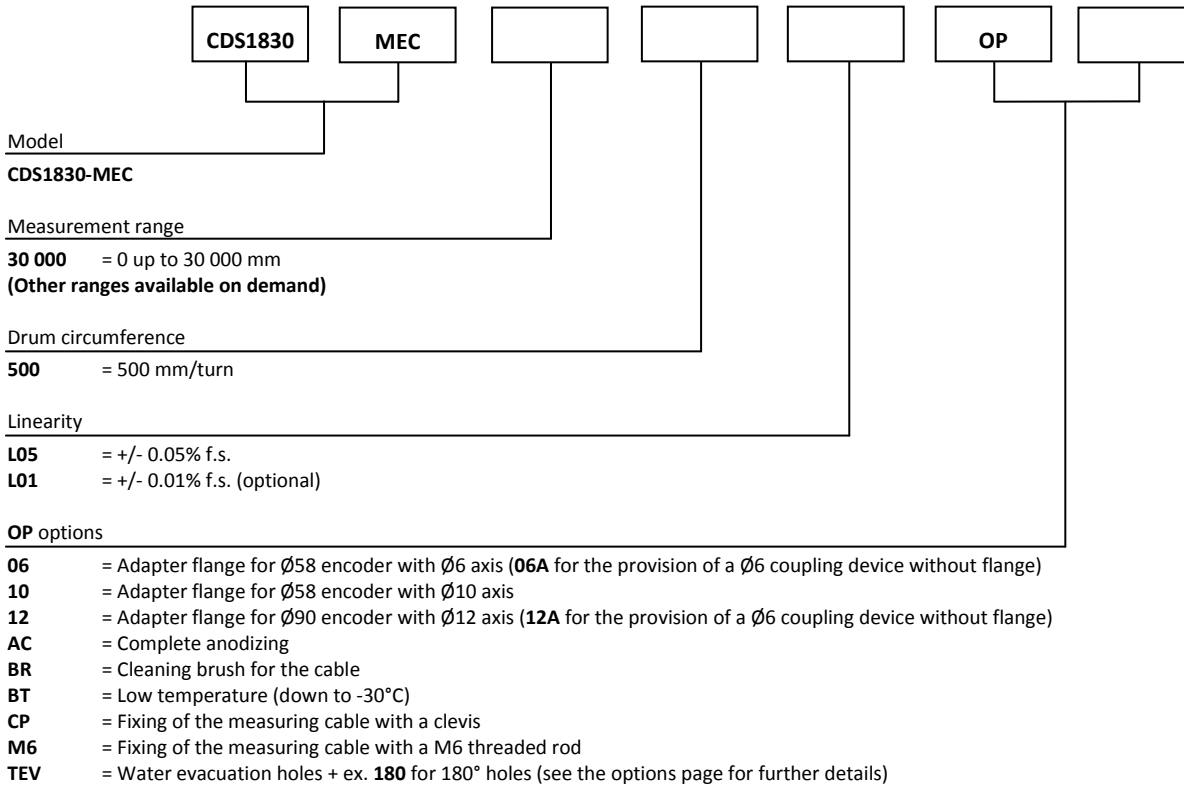 CDS1830 MEC OP
Model
CDS1830-MEC
Measurement range
30 000 = 0 up to 30 000 mm
(Other ranges available on demand)
Drum circumference
500 = 500 mm/turn
Linearity
L05 = +/- 0.05% f.s.
L01 = +/- 0.01% f.s. (optional)
OP options
06 = Adapter flange for Ø58 encoder with Ø6 axis (06A for the provision of a Ø6 coupling device without flange)
10 = Adapter flange for Ø58 encoder with Ø10 axis
12 = Adapter flange for Ø90 encoder with Ø12 axis (12A for the provision of a Ø6 coupling device without flange)
AC = Complete anodizing
BR = Cleaning brush for the cable
BT = Low temperature (down to -30°C)
CP = Fixing of the measuring cable with a clevis
M6 = Fixing of the measuring cable with a M6 threaded rod
TEV = Water evacuation holes + ex. 180 for 180° holes (see the options page for further details)